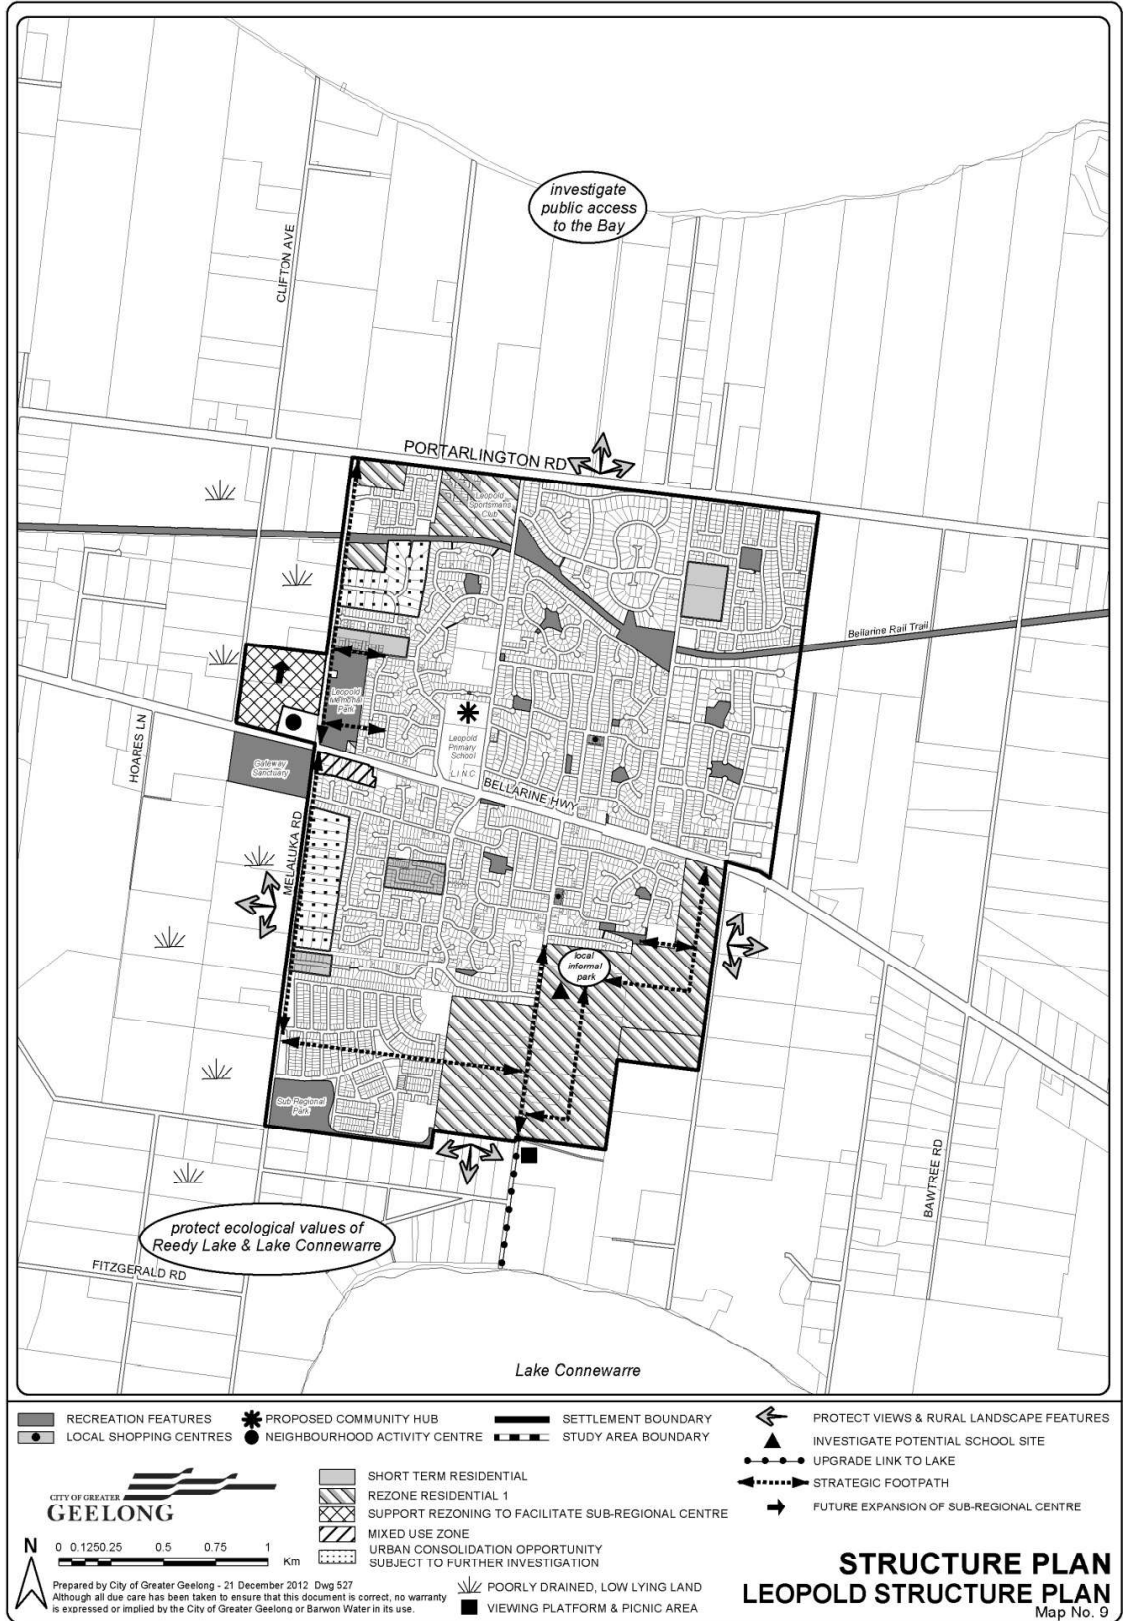 investigate
public access
to the Bay
CLIFTON AVE
PORTARLINGTON RD
Leopold
Sportsmans
Club
Bellarine Rail Trail
Leopold
Memorial
Park
HOARES LN
Leopold
Primary
School
L.I.N.C.
Gateway
Sanctuary
BELLARINE HWY
MELALUKA RD
local
informal
park
Sub Regional
Park
BAWTREE RD
protect ecological values of
Reedy Lake & Lake Connewarre
FITZGERALD RD
Lake Connewarre
RECREATION FEATURES
LOCAL SHOPPING CENTRES
PROPOSED COMMUNITY HUB
NEIGHBOURHOOD ACTIVITY CENTRE
SETTLEMENT BOUNDARY
STUDY AREA BOUNDARY
PROTECT VIEWS & RURAL LANDSCAPE FEATURES
INVESTIGATE POTENTIAL SCHOOL SITE
UPGRADE LINK TO LAKE
STRATEGIC FOOTPATH
FUTURE EXPANSION OF SUB-REGIONAL CENTRE
CITY OF GREATER
GEELONG
SHORT TERM RESIDENTIAL
REZONE RESIDENTIAL 1
SUPPORT REZONING TO FACILITATE SUB-REGIONAL CENTRE
MIXED USE ZONE
URBAN CONSOLIDATION OPPORTUNITY
SUBJECT TO FURTHER INVESTIGATION
POORLY DRAINED, LOW LYING LAND
VIEWING PLATFORM & PICNIC AREA
N
0 0.125 0.25 0.5 0.75 1
Km
Prepared by City of Greater Geelong - 21 December 2012 Dwg 527
Although all due care has been taken to ensure that this document is correct, no warranty
is expressed or implied by the City of Greater Geelong or Barwon Water in its use.
STRUCTURE PLAN
LEOPOLD STRUCTURE PLAN
Map No. 9